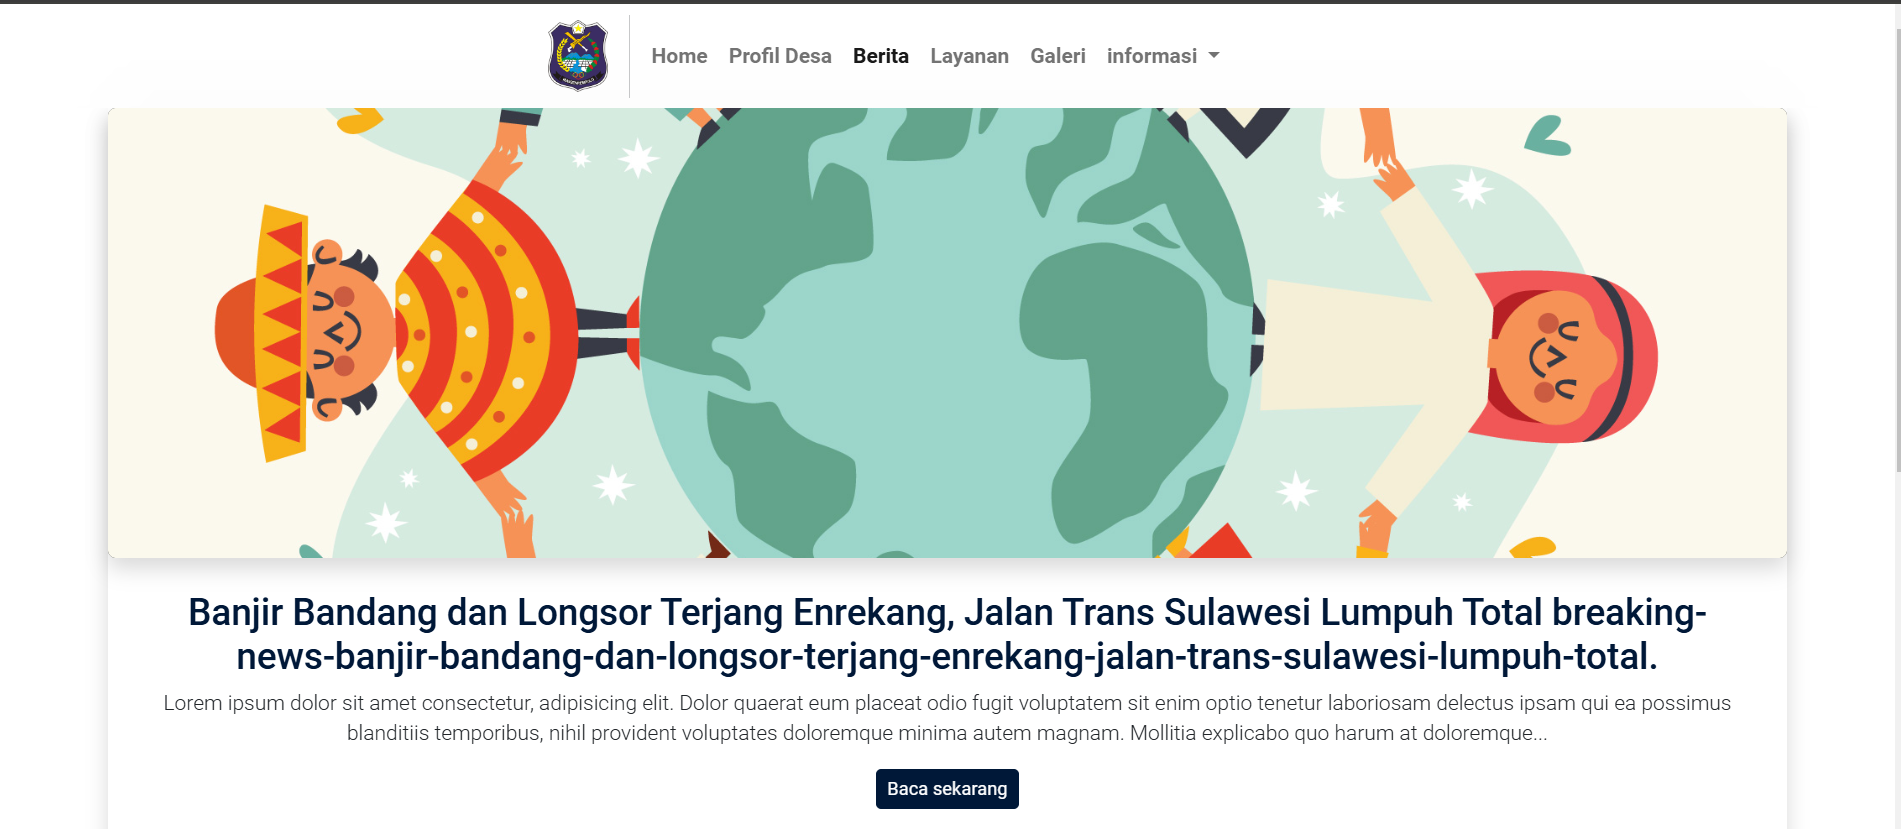 Home Profil Desa Berita Layanan Galeri informasi
Banjir Bandang dan Longsor Terjang Enrekang, Jalan Trans Sulawesi Lumpuh Total breaking-
news-banjir-bandang-dan-longsor-terjang-enrekang-jalan-trans-sulawesi-lumpuh-total.
Lorem ipsum dolor sit amet consectetur, adipisicing elit. Dolor quaerat eum placeat odio fugit voluptatem sit enim optio tenetur laboriosam delectus ipsam qui ea possimus
blanditiis temporibus, nihil provident voluptates doloremque minima autem magnam. Mollitia explicabo quo harum at doloremque...
Baca sekarang